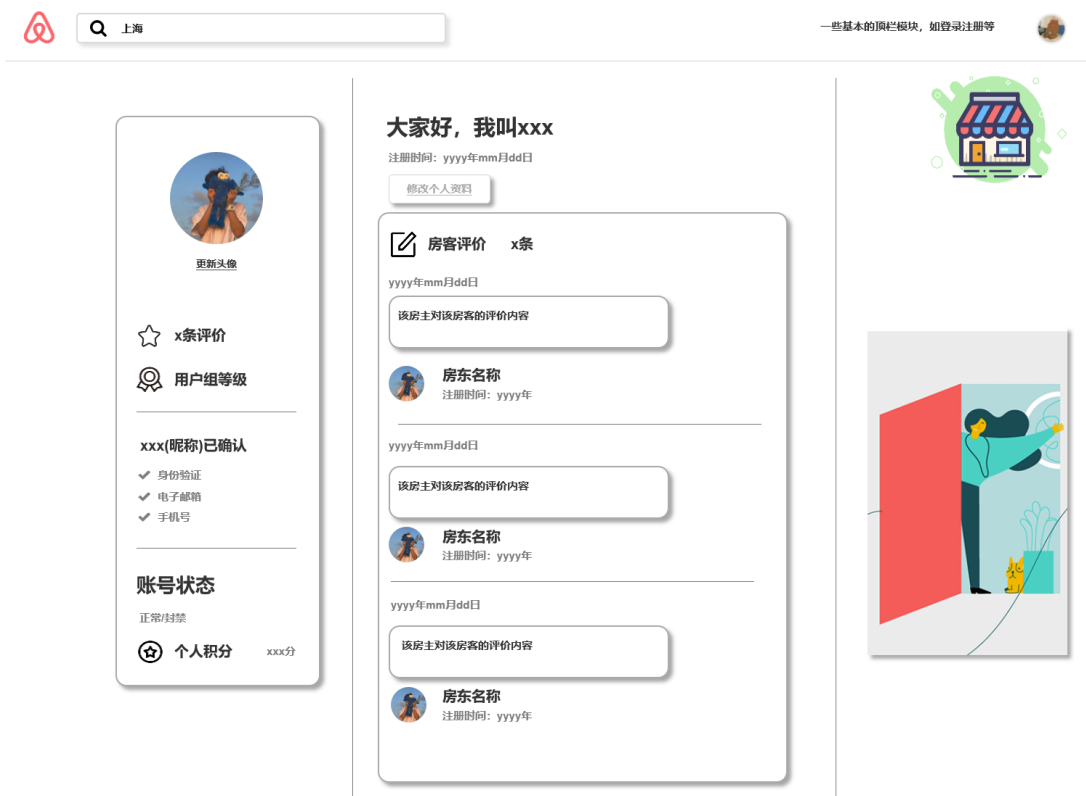 上海
一些基本的顶栏模块，如登录注册等
更新头像
x条评价
用户组等级
xxx(昵称)已确认
身份验证
电子邮箱
手机号
账号状态
正常/封禁
个人积分 xxx分
大家好，我叫xxx
注册时间：yyyy年mm月dd日
修改个人资料
房客评价 x条
yyyy年mm月dd日
该房主对该房客的评价内容
房东名称
注册时间：yyyy年
yyyy年mm月dd日
该房主对该房客的评价内容
房东名称
注册时间：yyyy年
yyyy年mm月dd日
该房主对该房客的评价内容
房东名称
注册时间：yyyy年